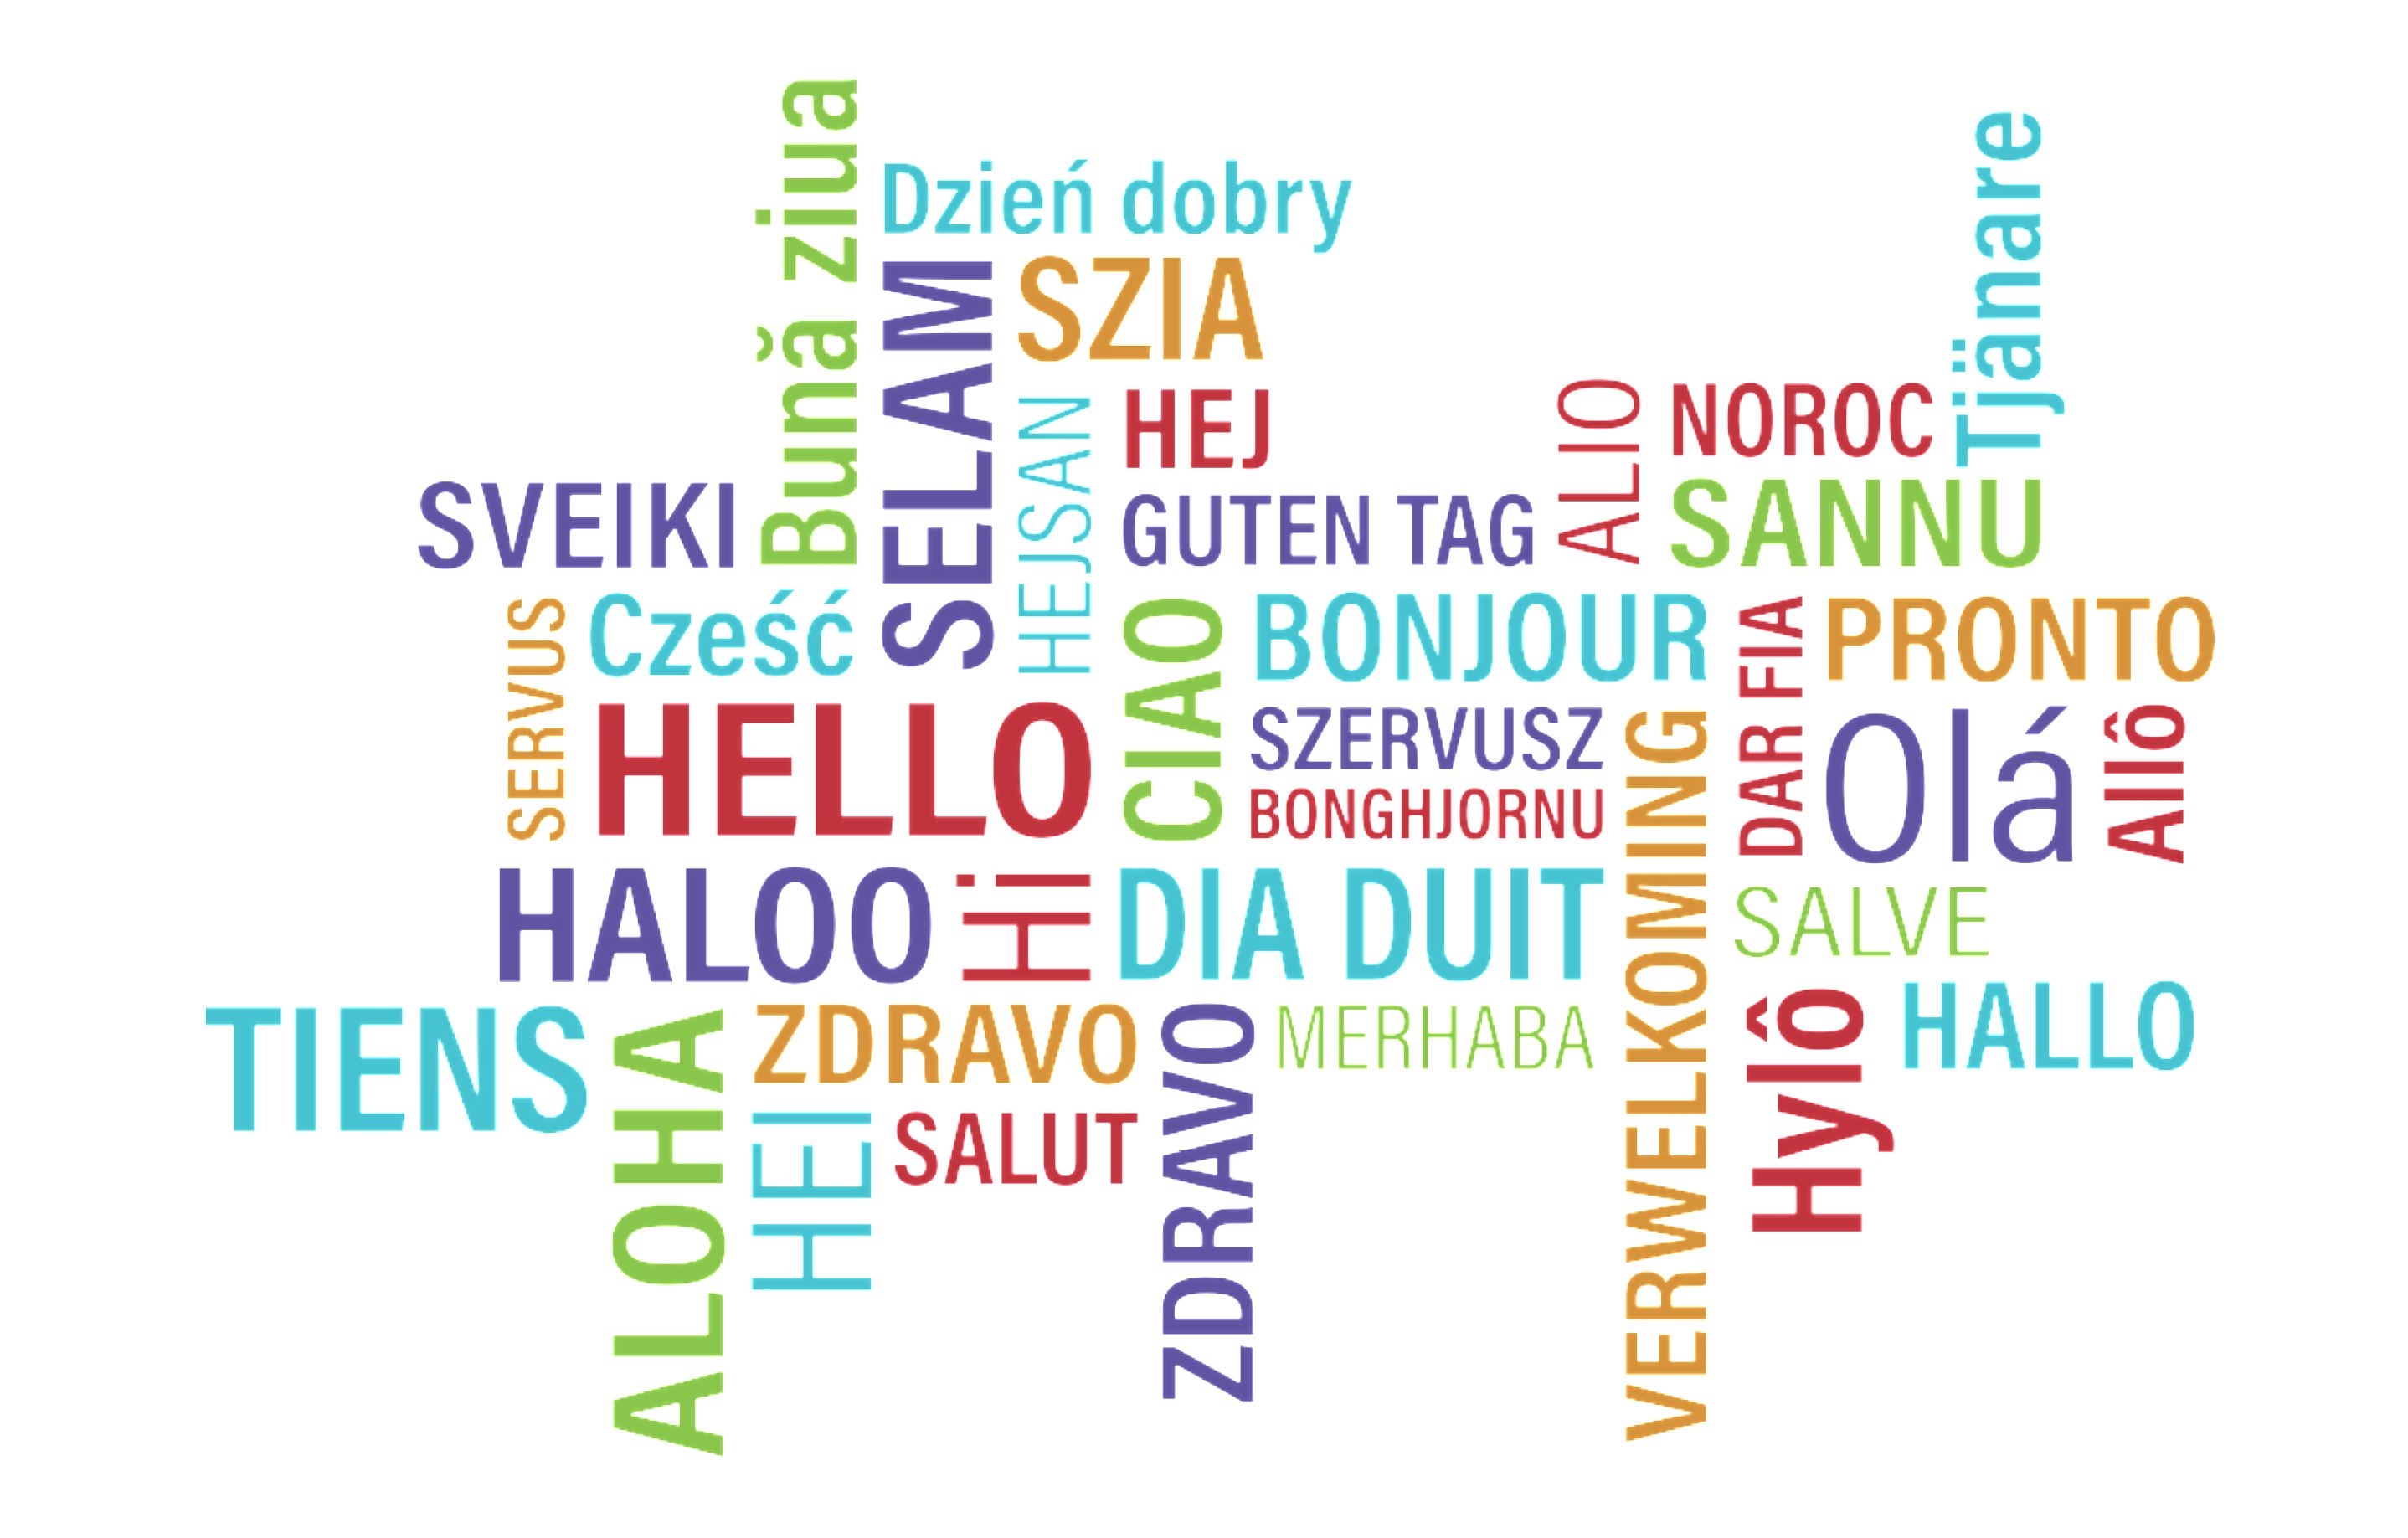 Bună ziua
Dzień dobry
Tjänare
SELAM
SZIA
HEJSAN
HEJ
ALIO
NOROC
SVEIKI
GUTEN TAG
SANNU
SERVUS
Cześć
CIAO
BONJOUR
DAR FIA
PRONTO
HELLO
SZERVUSZ
VERWELKOMING
Olá
Allô
BONGHJORNU
HALOO
Hi
DIA DUIT
SALVE
TIENS
ALOHA
ZDRAVO
ZDRAVO
MERHABA
Hylô
HALLO
HEI
SALUT